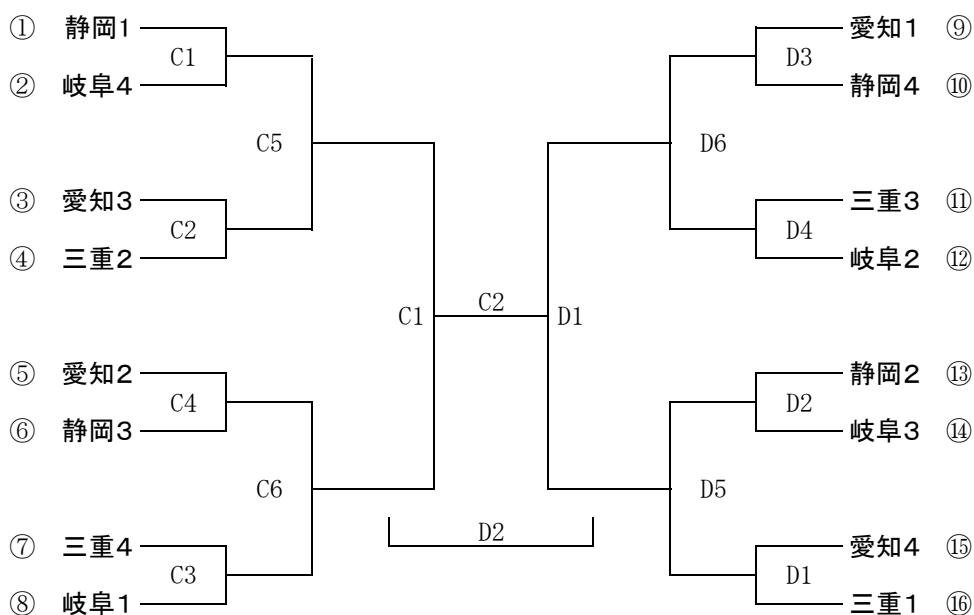 ① 静岡1 愛知1 ⑨
C1 D3
② 岐阜4 静岡4 ⑩
C5 D6
③ 愛知3 三重3 ⑪
C2 D4
④ 三重2 岐阜2 ⑫
C1 C2 D1
⑤ 愛知2 静岡2 ⑬
C4 D2
⑥ 静岡3 岐阜3 ⑭
C6 D5
D2
⑦ 三重4 愛知4 ⑮
C3 D1
⑧ 岐阜1 三重1 ⑯